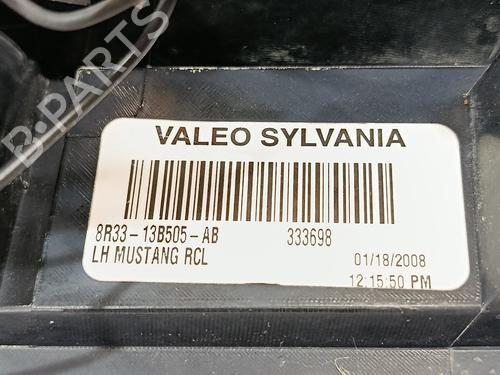 B-PARTS
VALEO SYLVANIA
8R33-13B505-AB 333698
LH MUSTANG RCL 01/18/2008
12:15:50 PM